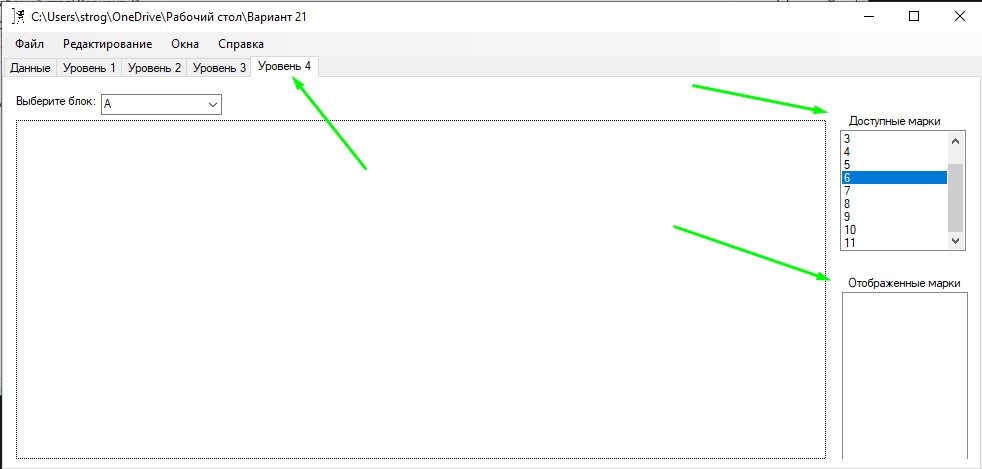 C:\Users\strog\OneDrive\Рабочий стол\Вариант 21
Файл Редактирование Окна Справка
Данные Уровень 1 Уровень 2 Уровень 3 Уровень 4
Выберите блок: A
Доступные марки
3
4
5
6
7
8
9
10
11
Отображенные марки